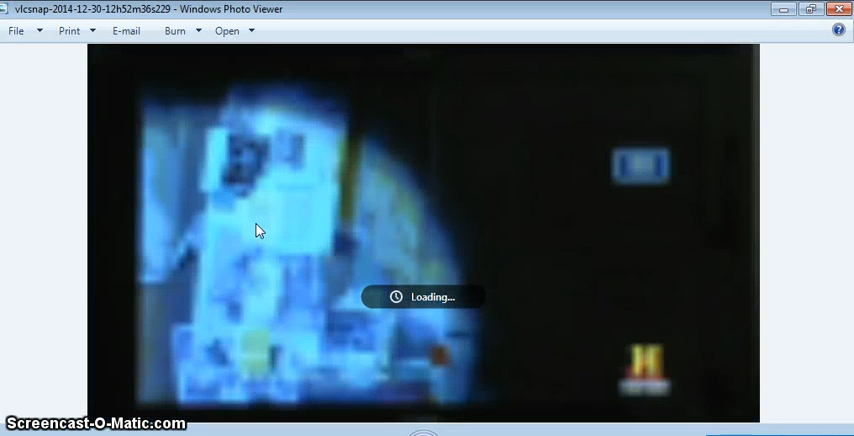 vlcsnap-2014-12-30-12h52m36s229 - Windows Photo Viewer
File Print E-mail Burn Open
Loading...
H
Screencast-O-Matic.com